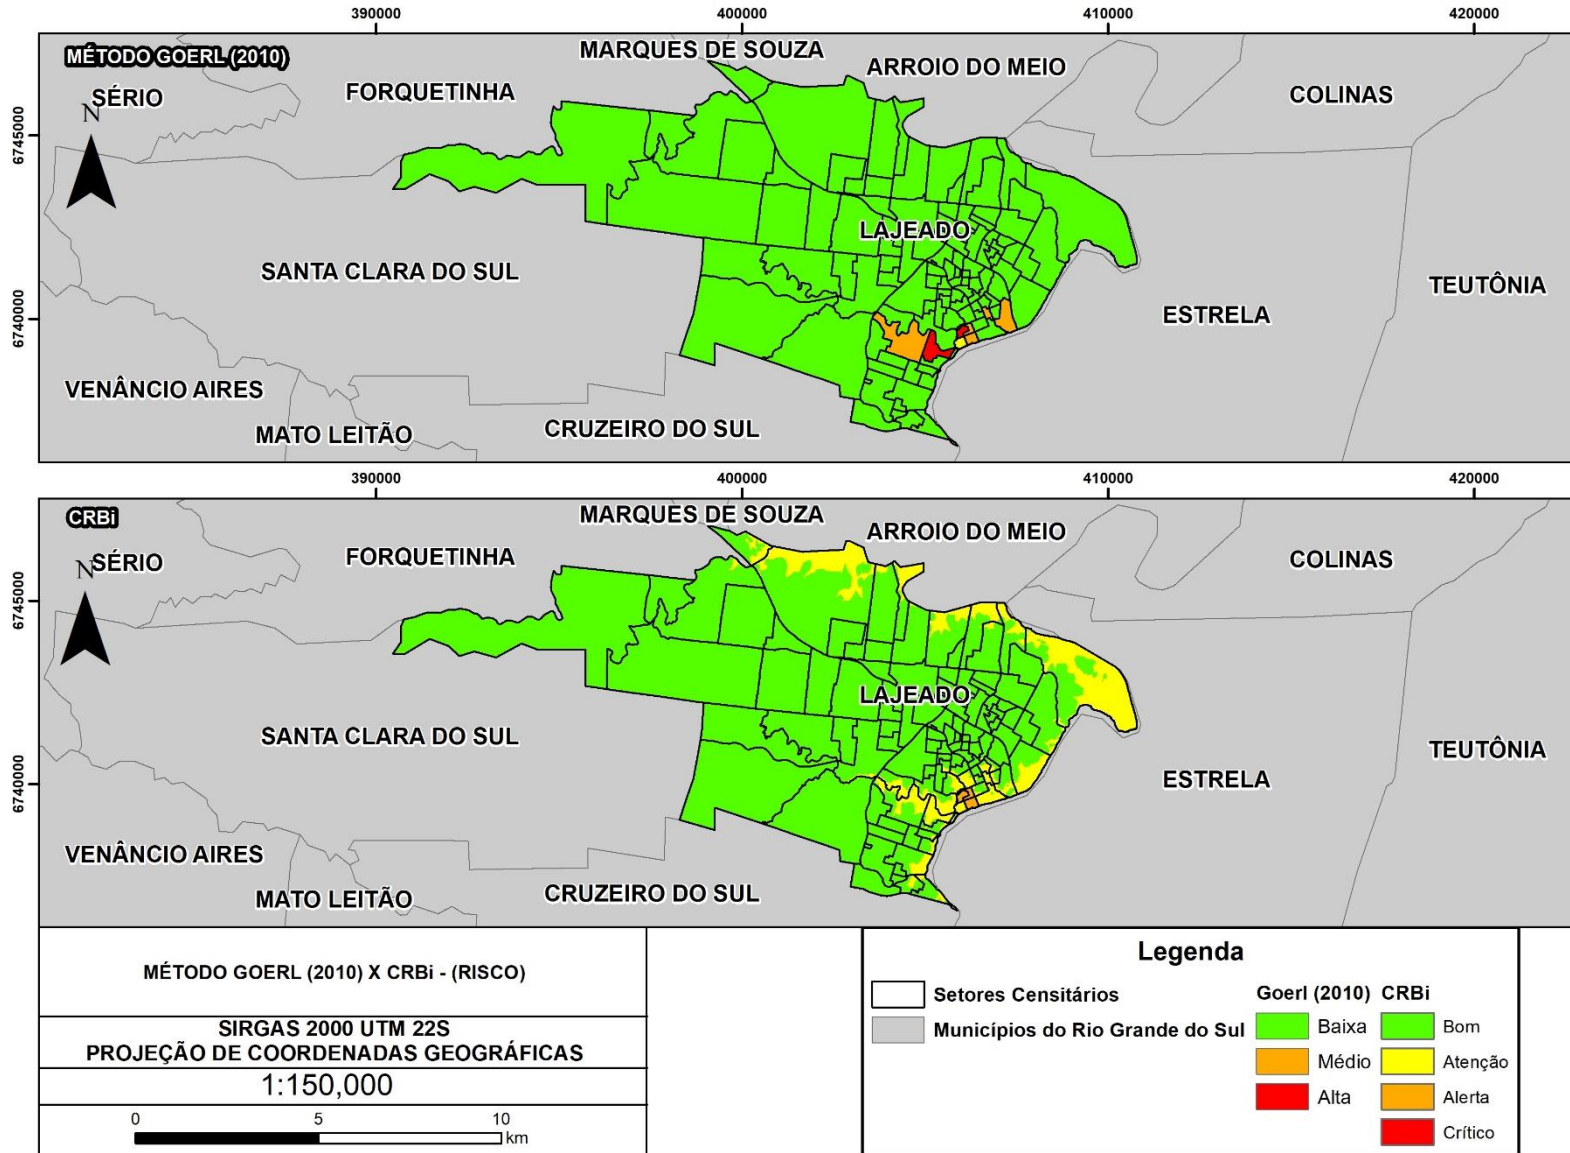 390000 400000 410000 420000
MÉTODO GOERL (2010)
MARQUES DE SOUZA
ARROIO DO MEIO
SÉRIO
FORQUETINHA
COLINAS
N
6745000
LAJEADO
SANTA CLARA DO SUL
TEUTÔNIA
ESTRELA
6740000
VENÂNCIO AIRES
MATO LEITÃO
CRUZEIRO DO SUL
390000 400000 410000 420000
CRBi
MARQUES DE SOUZA
ARROIO DO MEIO
SÉRIO
FORQUETINHA
COLINAS
N
6745000
LAJEADO
SANTA CLARA DO SUL
TEUTÔNIA
ESTRELA
6740000
VENÂNCIO AIRES
MATO LEITÃO
CRUZEIRO DO SUL
MÉTODO GOERL (2010) X CRBi - (RISCO)
SIRGAS 2000 UTM 22S
PROJEÇÃO DE COORDENADAS GEOGRÁFICAS
1:150,000
0 5 10
km
Legenda
Setores Censitários
Municípios do Rio Grande do Sul
Goerl (2010) CRBi
Baixa Bom
Médio Atenção
Alta Alerta
Crítico